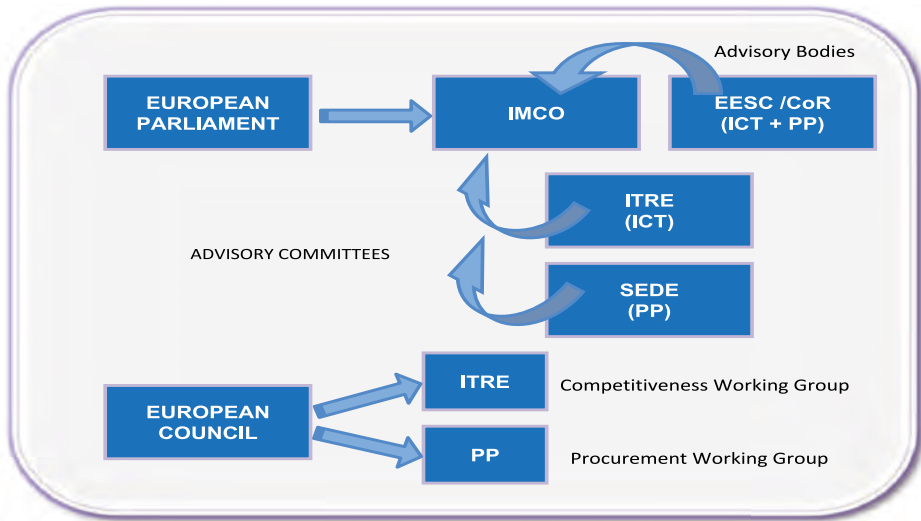 Advisory Bodies
EUROPEAN
PARLIAMENT
IMCO
EESC /CoR
(ICT + PP)
ITRE
(ICT)
ADVISORY COMMITTEES
SEDE
(PP)
ITRE
Competitiveness Working Group
EUROPEAN
COUNCIL
PP
Procurement Working Group